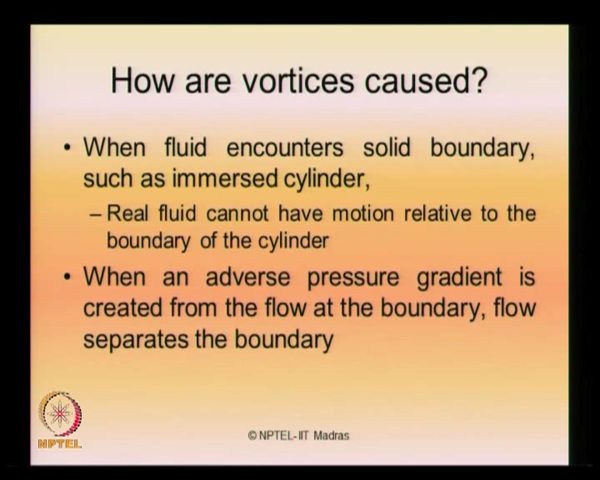 How are vortices caused?
• When fluid encounters solid boundary,
such as immersed cylinder,
– Real fluid cannot have motion relative to the
boundary of the cylinder
• When an adverse pressure gradient is
created from the flow at the boundary, flow
separates the boundary
NPTEL
© NPTEL-IIT Madras